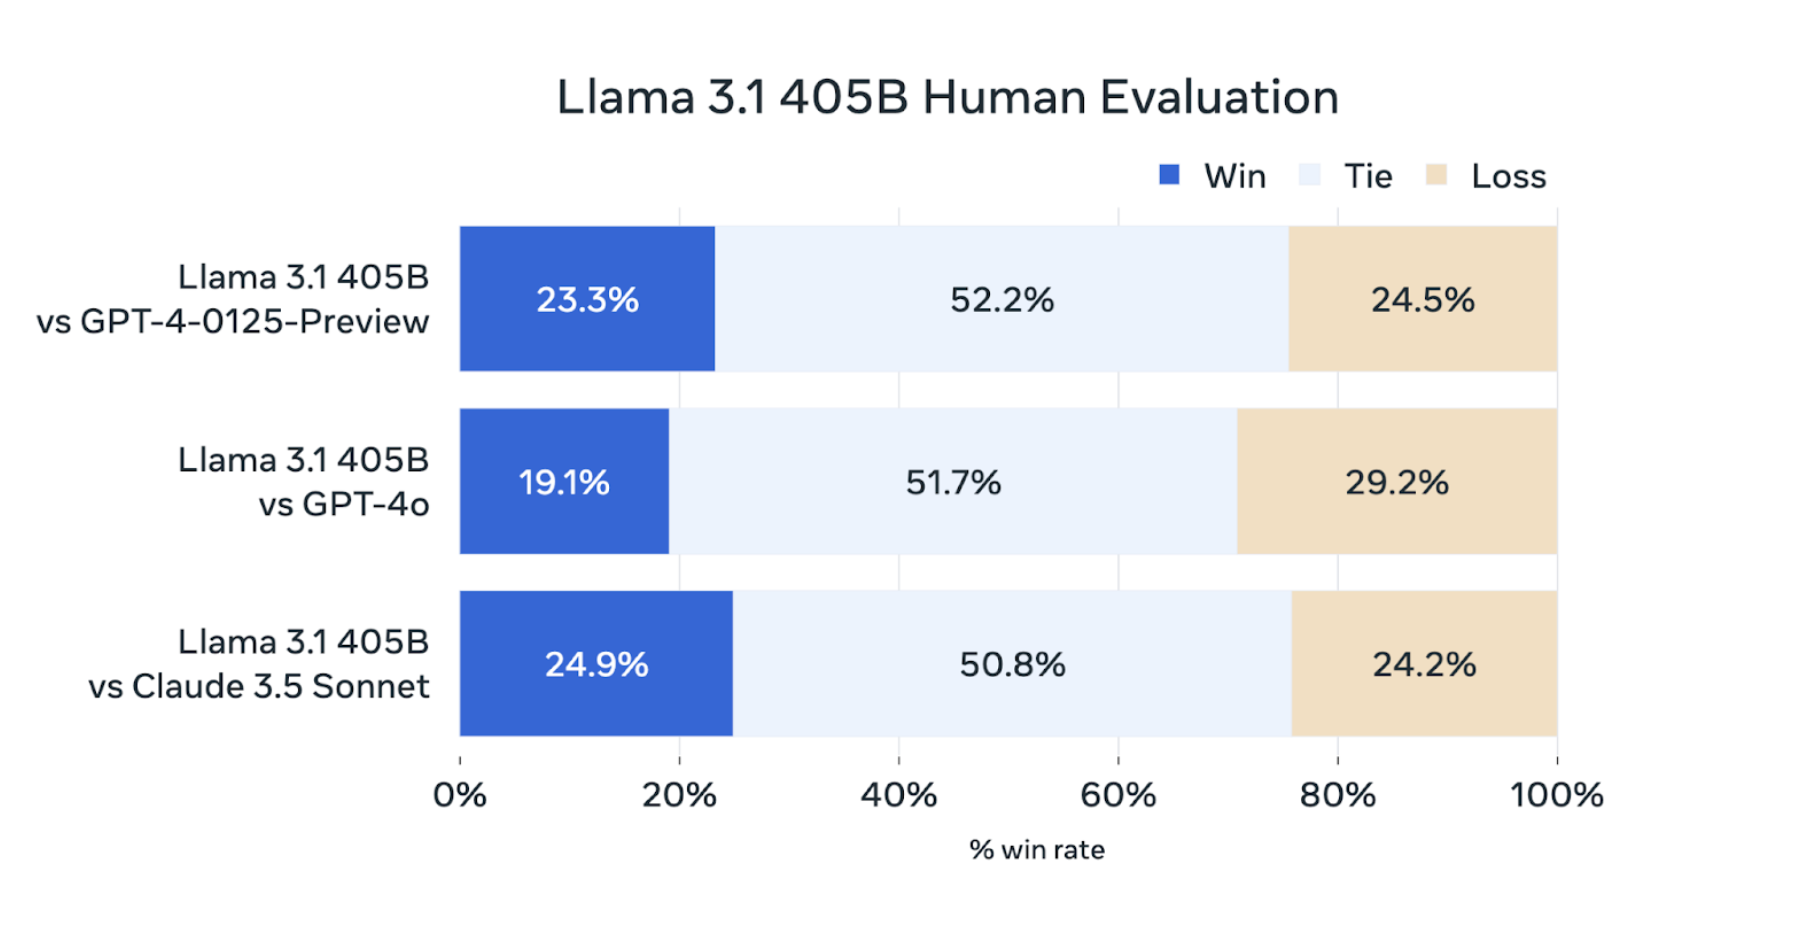 Llama 3.1 405B Human Evaluation
Win Tie Loss
Llama 3.1 405B
vs GPT-4-0125-Preview
23.3% 52.2% 24.5%
Llama 3.1 405B
vs GPT-4o
19.1% 51.7% 29.2%
Llama 3.1 405B
vs Claude 3.5 Sonnet
24.9% 50.8% 24.2%
0% 20% 40% 60% 80% 100%
% win rate